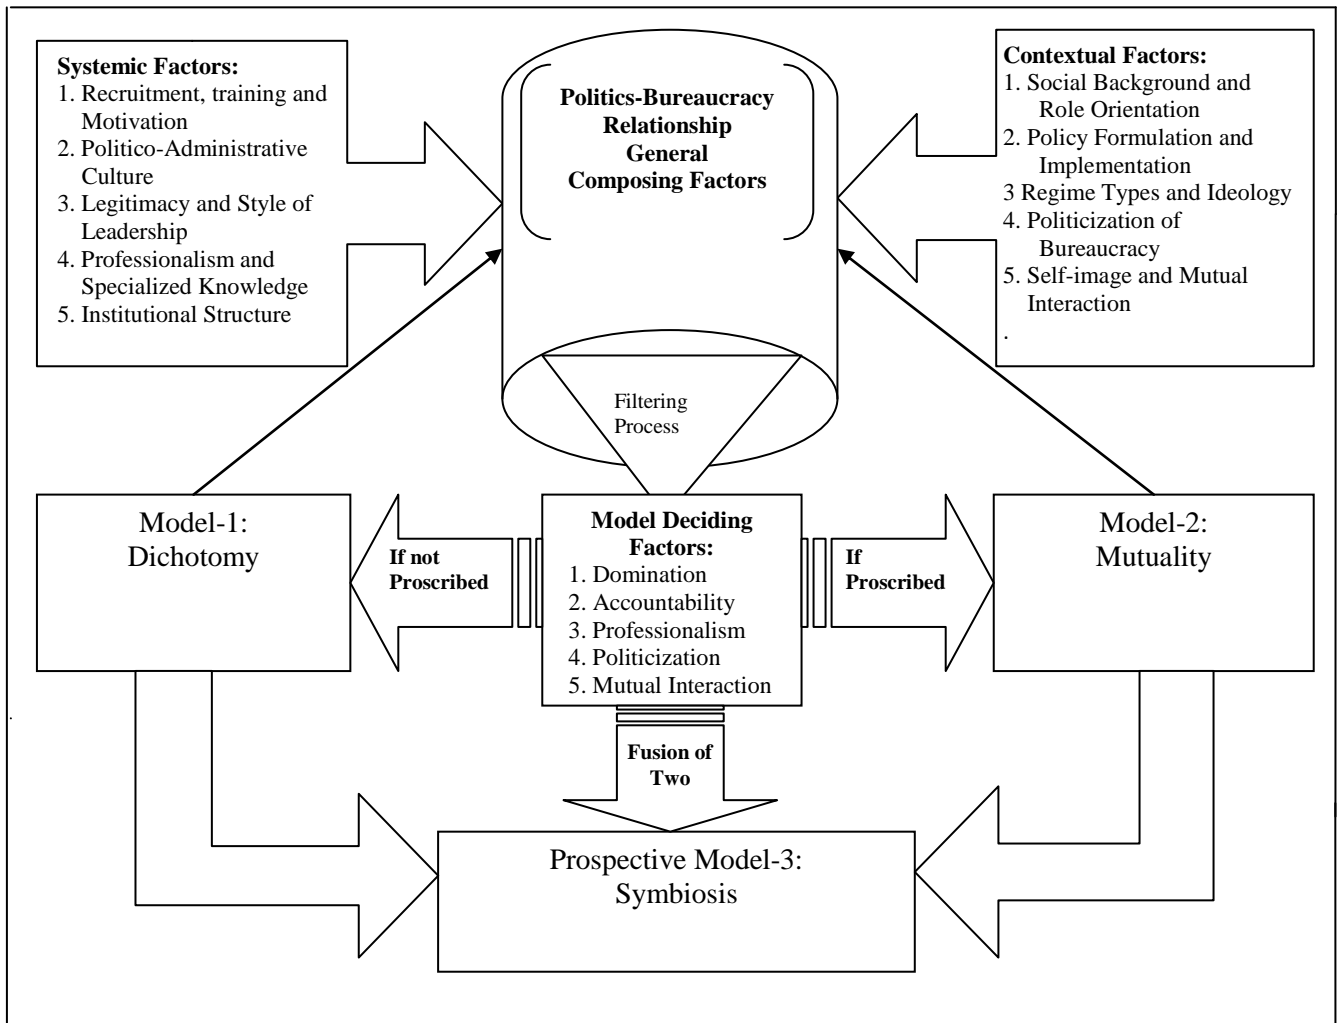 Systemic Factors:
1. Recruitment, training and
Motivation
2. Politico-Administrative
Culture
3. Legitimacy and Style of
Leadership
4. Professionalism and
Specialized Knowledge
5. Institutional Structure
Politics-Bureaucracy
Relationship
General
Composing Factors
Contextual Factors:
1. Social Background and
Role Orientation
2. Policy Formulation and
Implementation
3 Regime Types and Ideology
4. Politicization of
Bureaucracy
5. Self-image and Mutual
Interaction
.
Filtering
Process
Model-1:
Dichotomy
If not
Proscribed
Model Deciding
Factors:
1. Domination
2. Accountability
3. Professionalism
4. Politicization
5. Mutual Interaction
If
Proscribed
Model-2:
Mutuality
.
Fusion of
Two
Prospective Model-3:
Symbiosis